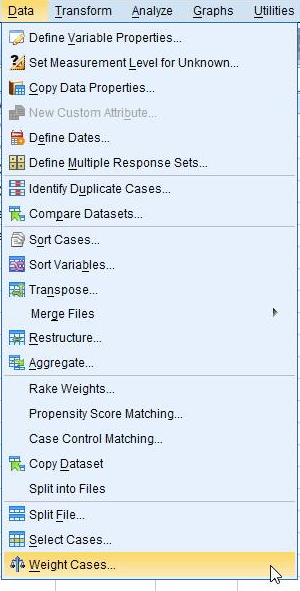 Data Transform Analyze Graphs Utilities
Define Variable Properties...
Set Measurement Level for Unknown...
Copy Data Properties...
New Custom Attribute...
Define Dates...
Define Multiple Response Sets...
Identify Duplicate Cases...
Compare Datasets...
Sort Cases...
Sort Variables...
Transpose...
Merge Files
Restructure...
Aggregate...
Rake Weights...
Propensity Score Matching...
Case Control Matching...
Copy Dataset
Split into Files
Split File...
Select Cases...
Weight Cases...